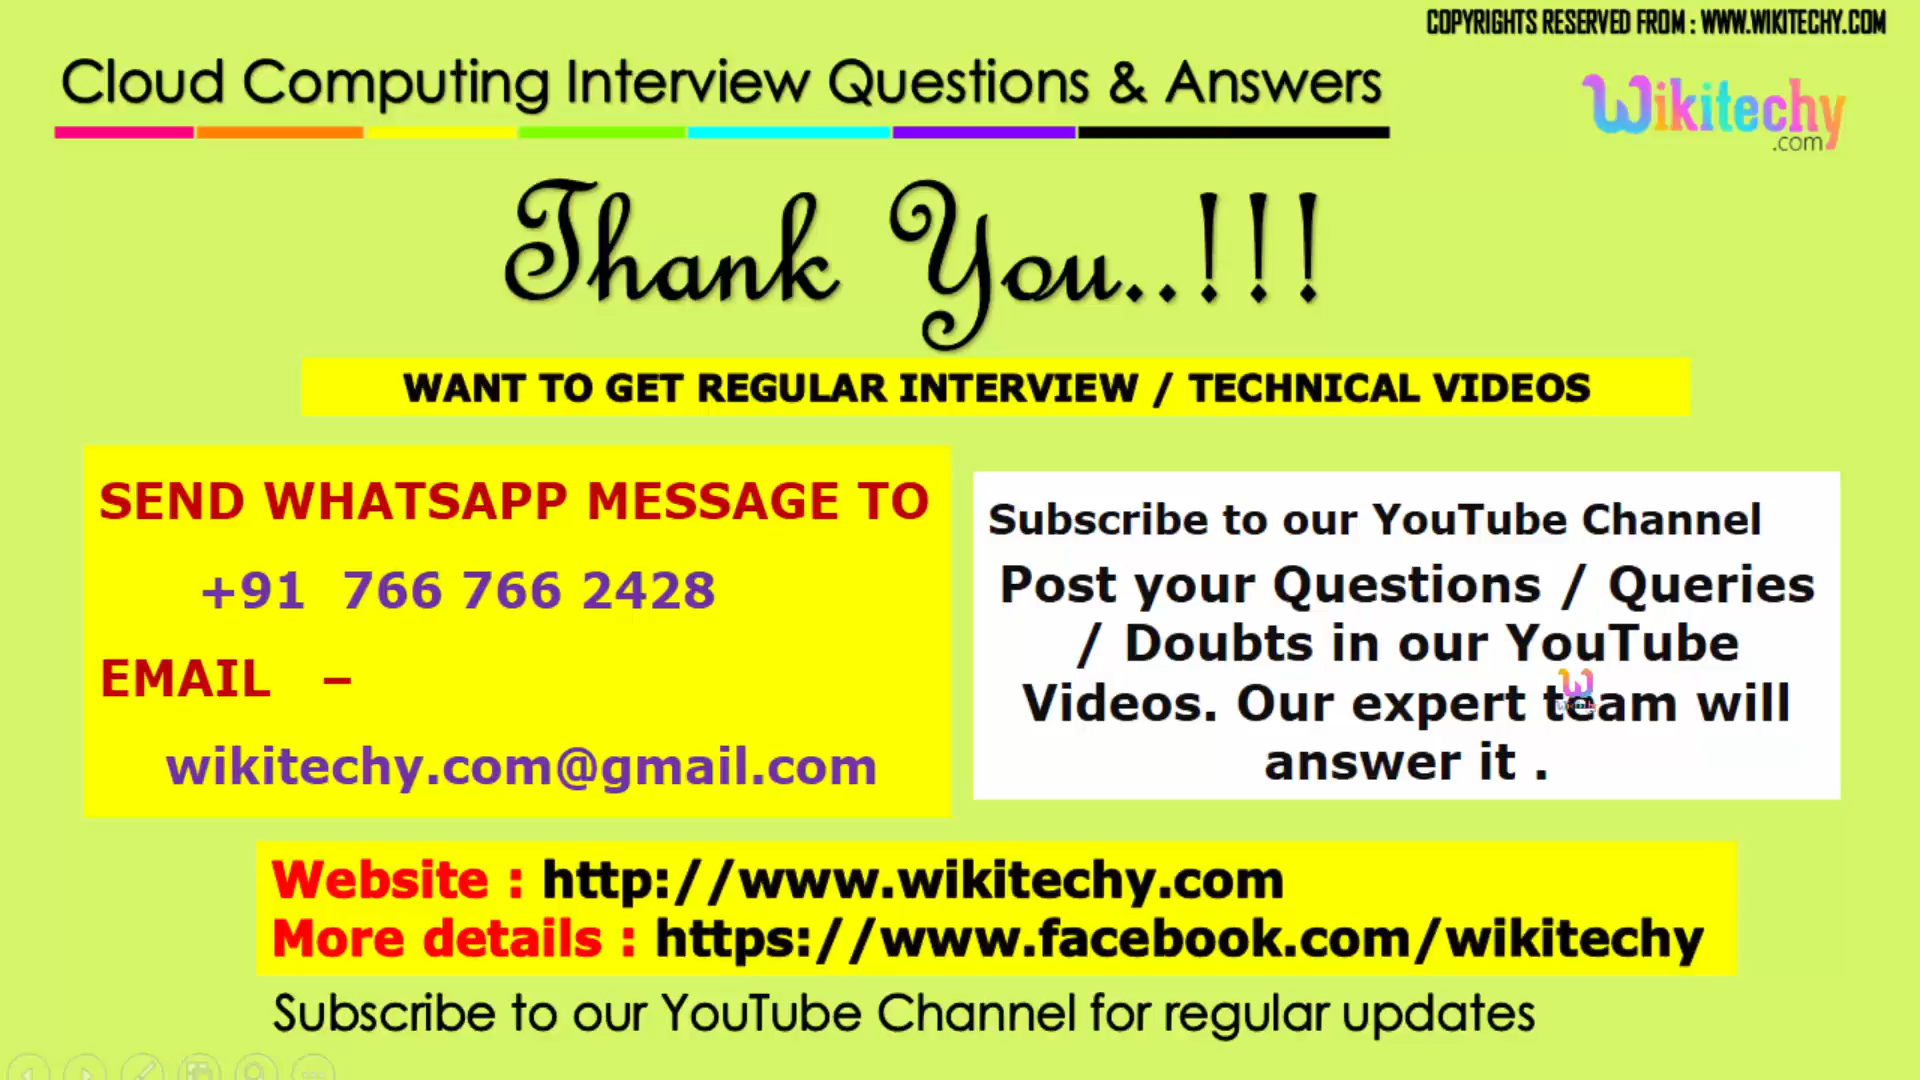 COPYRIGHTS RESERVED FROM : WWW.WIKITECHY.COM
Cloud Computing Interview Questions & Answers
Wikitechy
.com
Thank You..!!!
WANT TO GET REGULAR INTERVIEW / TECHNICAL VIDEOS
SEND WHATSAPP MESSAGE TO
+91 766 766 2428
EMAIL –
wikitechy.com@gmail.com
Subscribe to our YouTube Channel
Post your Questions / Queries
/ Doubts in our YouTube
Videos. Our expert team will
answer it .
Website : http://www.wikitechy.com
More details : https://www.facebook.com/wikitechy
Subscribe to our YouTube Channel for regular updates